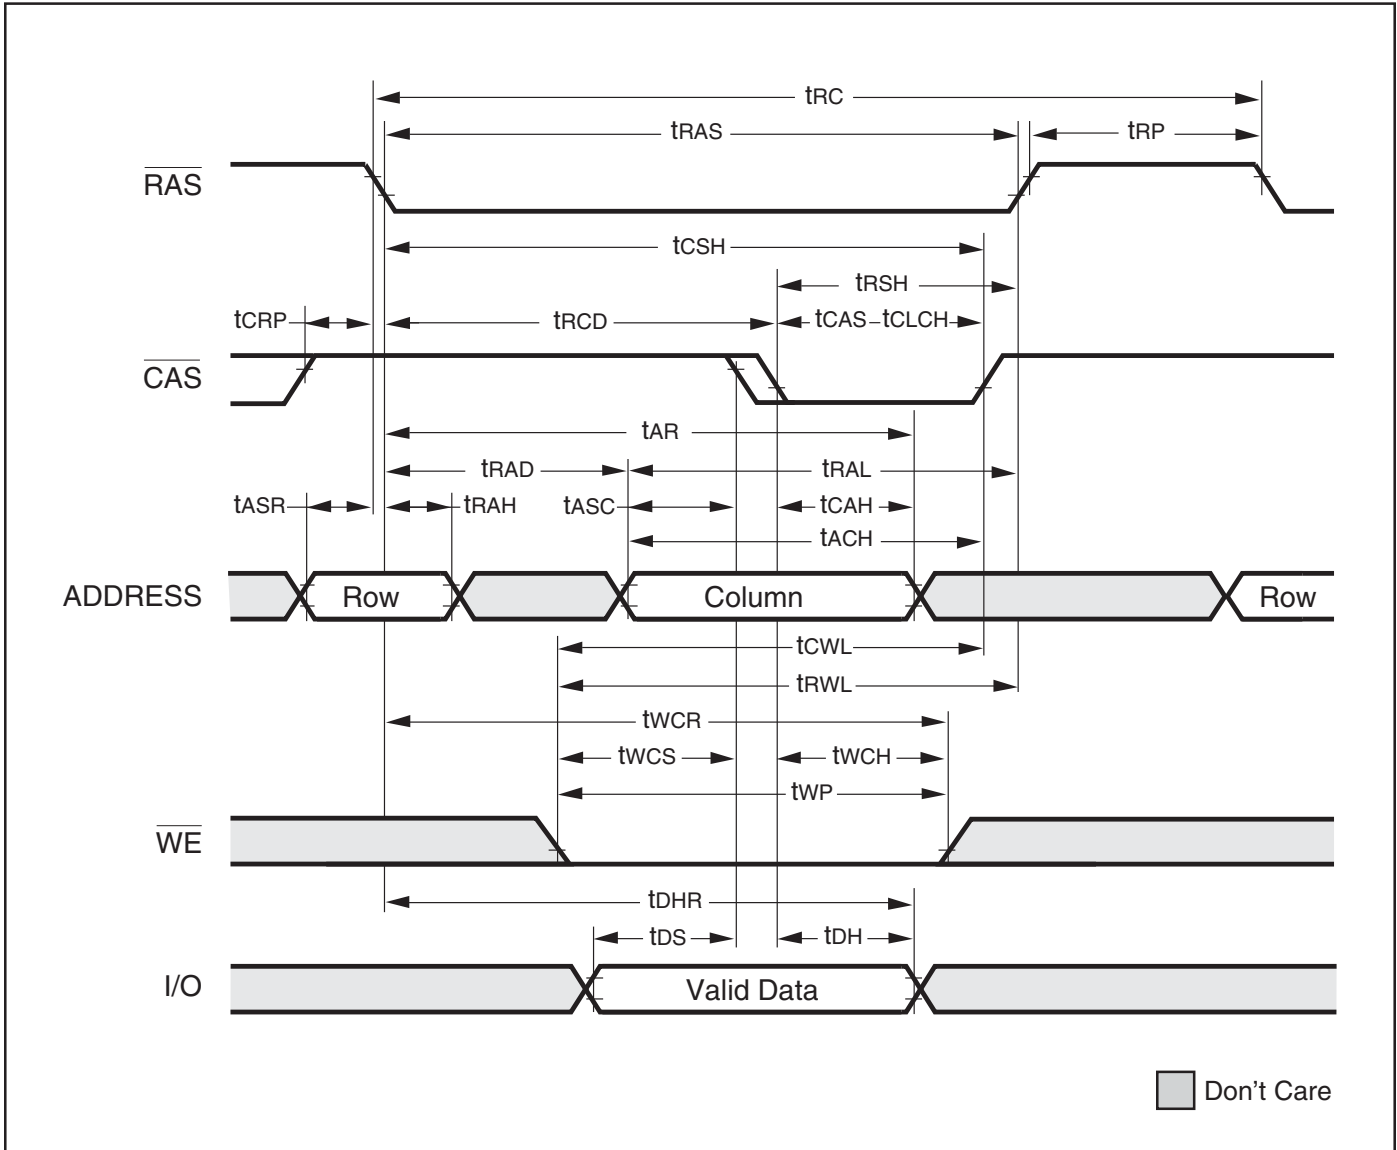 tRC
tRAS
tRP
RAS
tCSH
tRSH
tCRP
tRCD
tCAS
tCLCH
CAS
tAR
tRAD
tRAL
tASR
tRAH
tASC
tCAH
tACH
ADDRESS
Row
Column
Row
tCWL
tRWL
tWCR
tWCS
tWCH
tWP
WE
tDHR
tDS
tDH
I/O
Valid Data
Don't Care